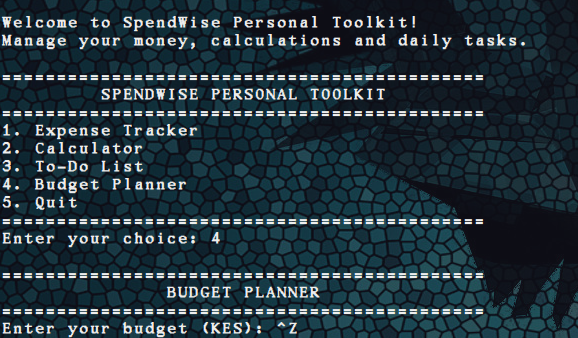 Welcome to SpendWise Personal Toolkit!
Manage your money, calculations and daily tasks.
================================================
SPENDWISE PERSONAL TOOLKIT
================================================
1. Expense Tracker
2. Calculator
3. To-Do List
4. Budget Planner
5. Quit
================================================
Enter your choice: 4
================================================
BUDGET PLANNER
================================================
Enter your budget (KES): ^Z